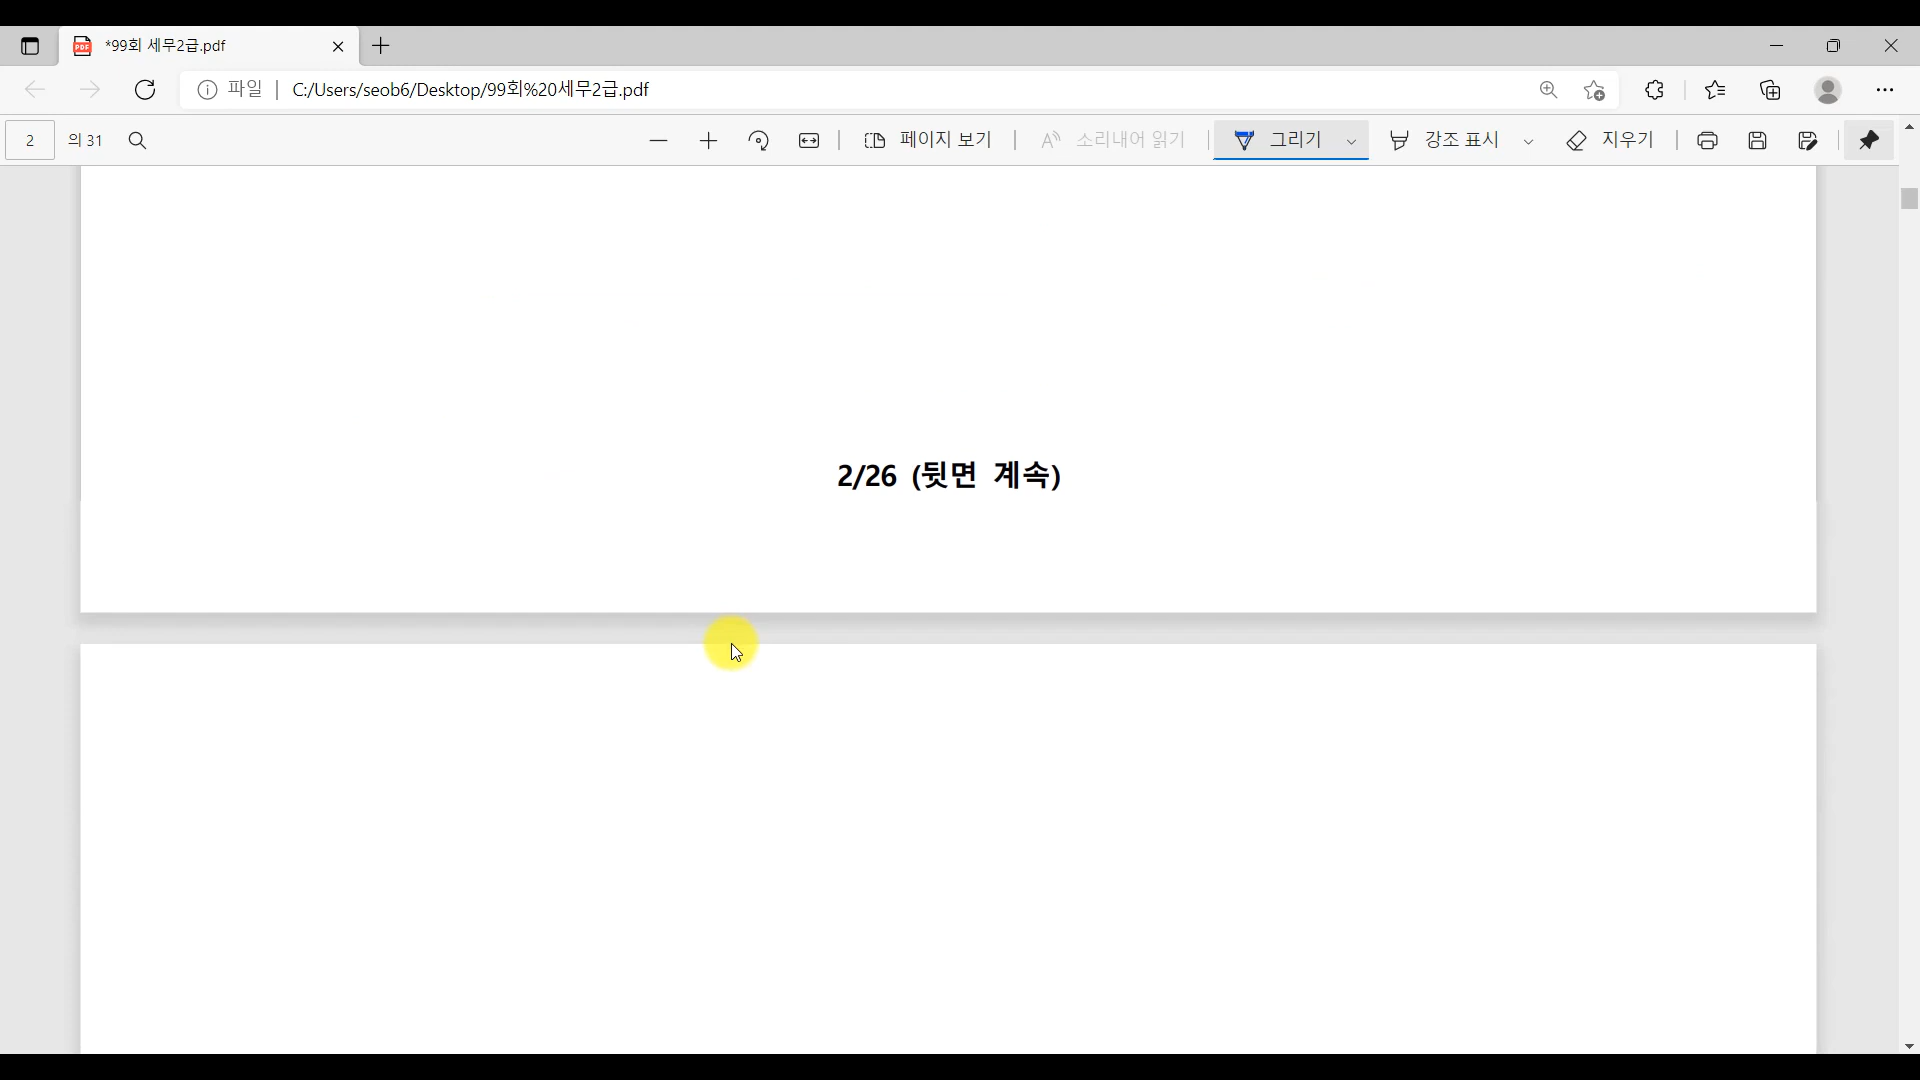 *99회 세무2급.pdf
파일
C:/Users/seob6/Desktop/99회%20세무2급.pdf
2 의 31
페이지 보기
소리내어 읽기
그리기
강조 표시
지우기
2/26 (뒷면 계속)